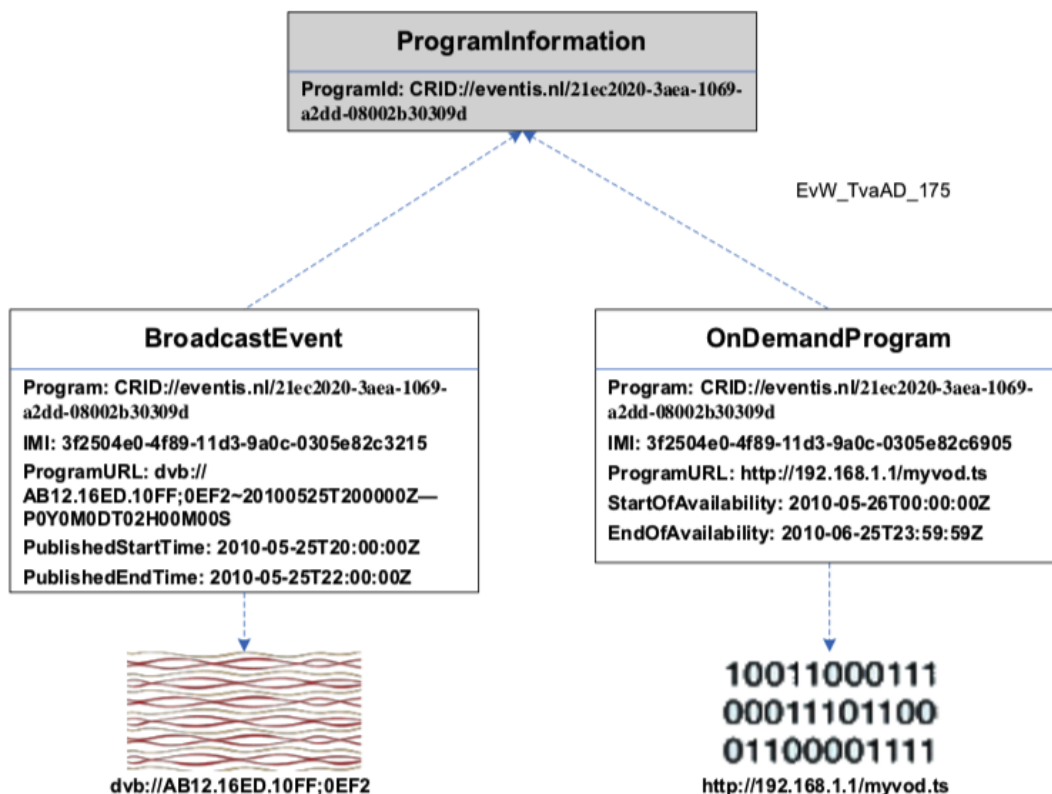 ProgramInformation
ProgramId: CRID://eventis.nl/21ec2020-3aea-1069-
a2dd-08002b30309d
EvW_TvaAD_175
BroadcastEvent
Program: CRID://eventis.nl/21ec2020-3aea-1069-
a2dd-08002b30309d
IMI: 3f2504e0-4f89-11d3-9a0c-0305e82c3215
ProgramURL: dvb://
AB12.16ED.10FF;0EF2~20100525T200000Z—
P0Y0M0DT02H00M00S
PublishedStartTime: 2010-05-25T20:00:00Z
PublishedEndTime: 2010-05-25T22:00:00Z
dvb://AB12.16ED.10FF;0EF2
OnDemandProgram
Program: CRID://eventis.nl/21ec2020-3aea-1069-
a2dd-08002b30309d
IMI: 3f2504e0-4f89-11d3-9a0c-0305e82c6905
ProgramURL: http://192.168.1.1/myvod.ts
StartOfAvailability: 2010-05-26T00:00:00Z
EndOfAvailability: 2010-06-25T23:59:59Z
10011000111
00011101100
01100001111
http://192.168.1.1/myvod.ts